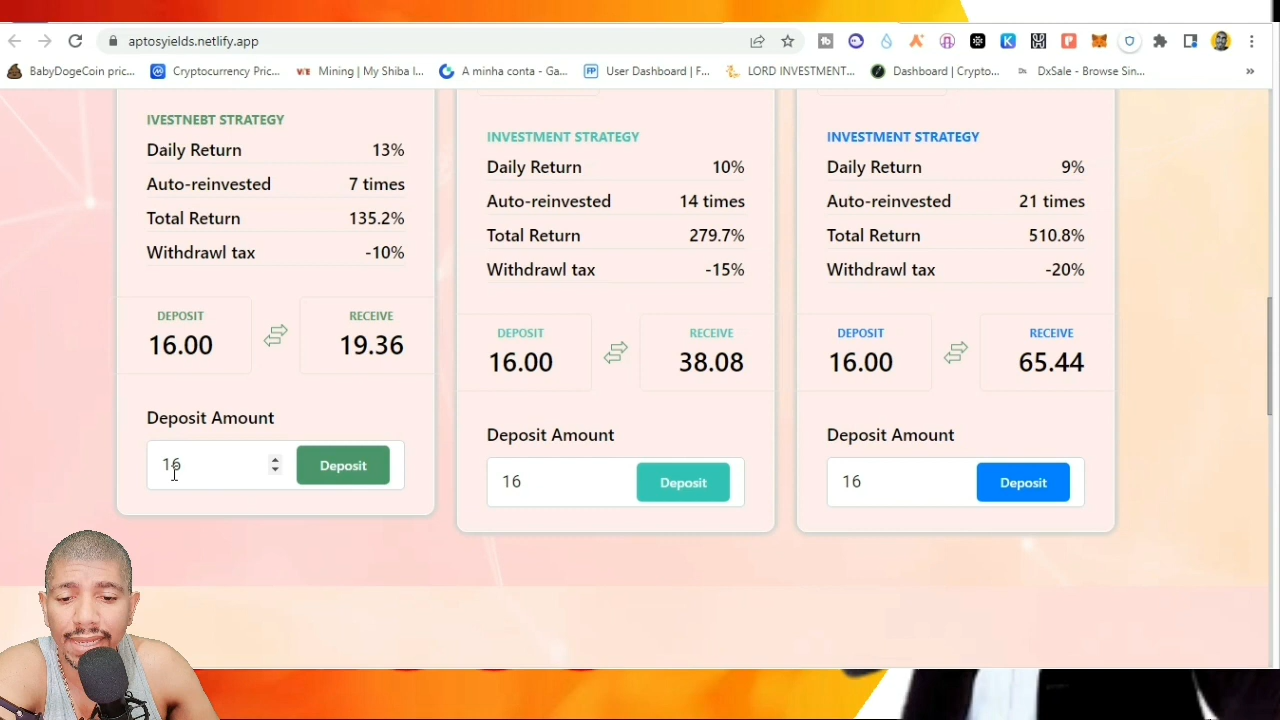 aptosyields.netlify.app
BabyDogeCoin pric...
Cryptocurrency Pric...
Mining | My Shiba I...
A minha conta - Ga...
User Dashboard | F...
LORD INVESTMENT...
Dashboard | Crypto...
DxSale - Browse Sin...
IVESTNEBT STRATEGY
Daily Return 13%
Auto-reinvested 7 times
Total Return 135.2%
Withdrawl tax -10%
DEPOSIT RECEIVE
16.00 19.36
Deposit Amount
16 Deposit
INVESTMENT STRATEGY
Daily Return 10%
Auto-reinvested 14 times
Total Return 279.7%
Withdrawl tax -15%
DEPOSIT RECEIVE
16.00 38.08
Deposit Amount
16 Deposit
INVESTMENT STRATEGY
Daily Return 9%
Auto-reinvested 21 times
Total Return 510.8%
Withdrawl tax -20%
DEPOSIT RECEIVE
16.00 65.44
Deposit Amount
16 Deposit